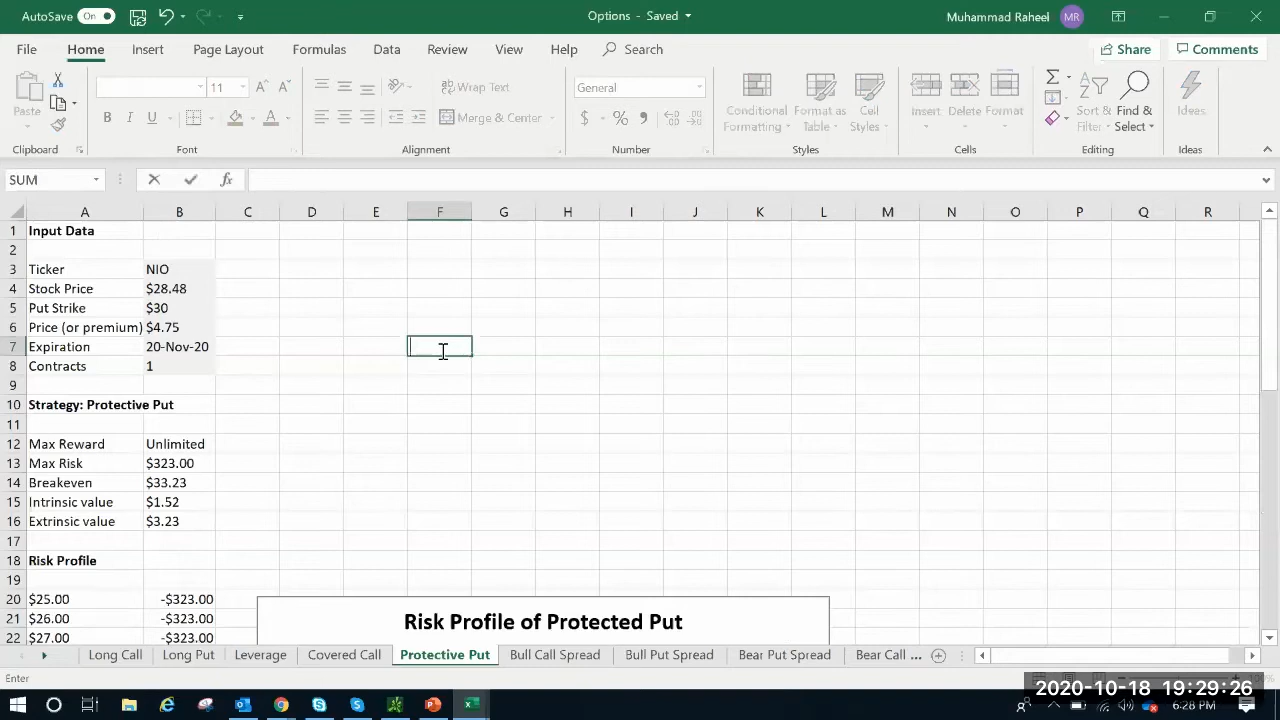 AutoSave On Options - Saved Muhammad Raheel MR
File Home Insert Page Layout Formulas Data Review View Help Search Share Comments
Paste 11 Wrap Text General Conditional Formatting Format as Table Cell Styles Insert Delete Format Sort & Filter Find & Select Ideas
Merge & Center
Clipboard Font Alignment Number Styles Cells Editing Ideas
SUM fx
A B C D E F G H I J K L M N O P Q R
1 Input Data
2
3 Ticker NIO
4 Stock Price $28.48
5 Put Strike $30
6 Price (or premium) $4.75
7 Expiration 20-Nov-20
8 Contracts 1
9
10 Strategy: Protective Put
11
12 Max Reward Unlimited
13 Max Risk $323.00
14 Breakeven $33.23
15 Intrinsic value $1.52
16 Extrinsic value $3.23
17
18 Risk Profile
19
20 $25.00 -$323.00
21 $26.00 -$323.00
22 $27.00 -$323.00
Risk Profile of Protected Put
Long Call Long Put Leverage Covered Call Protective Put Bull Call Spread Bull Put Spread Bear Put Spread Bear Call ...
Enter
2020-10-18 19:29:26
6:28 PM